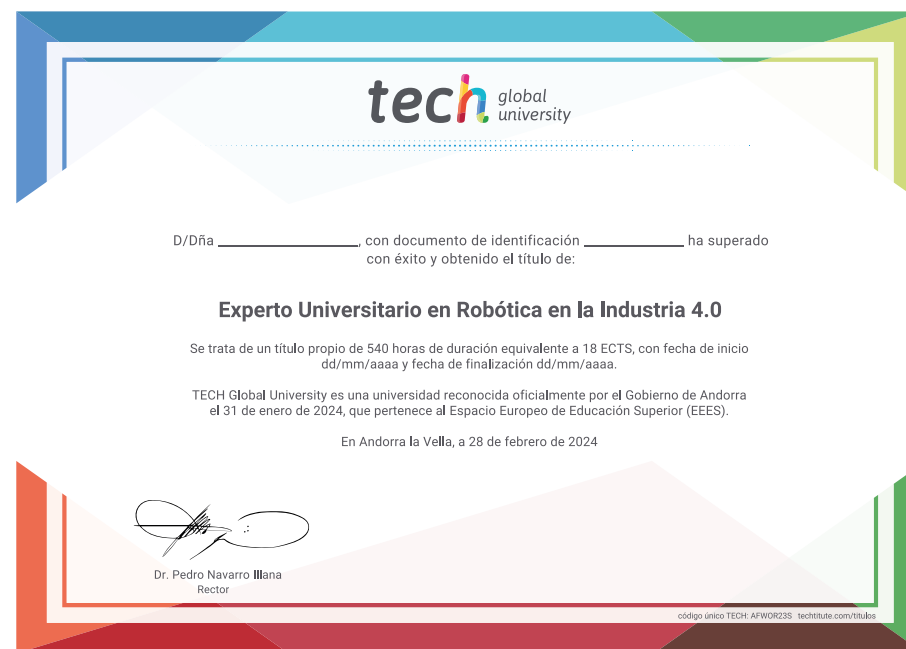 tech global
university
D/Dña ____________________, con documento de identificación ______________ ha superado
con éxito y obtenido el título de:
Experto Universitario en Robótica en la Industria 4.0
Se trata de un título propio de 540 horas de duración equivalente a 18 ECTS, con fecha de inicio
dd/mm/aaaa y fecha de finalización dd/mm/aaaa.
TECH Global University es una universidad reconocida oficialmente por el Gobierno de Andorra
el 31 de enero de 2024, que pertenece al Espacio Europeo de Educación Superior (EEES).
En Andorra la Vella, a 28 de febrero de 2024
Dr. Pedro Navarro Illana
Rector
código único TECH: AFWOR23S techtitute.com/titulos